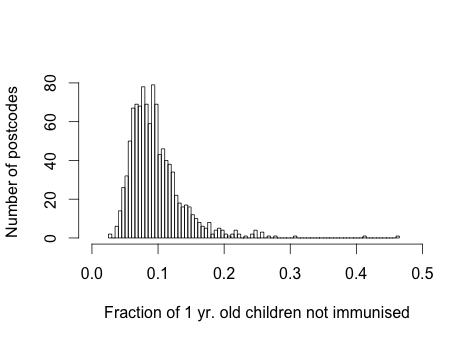 Number of postcodes
80
60
40
20
0
0.0 0.1 0.2 0.3 0.4 0.5
Fraction of 1 yr. old children not immunised